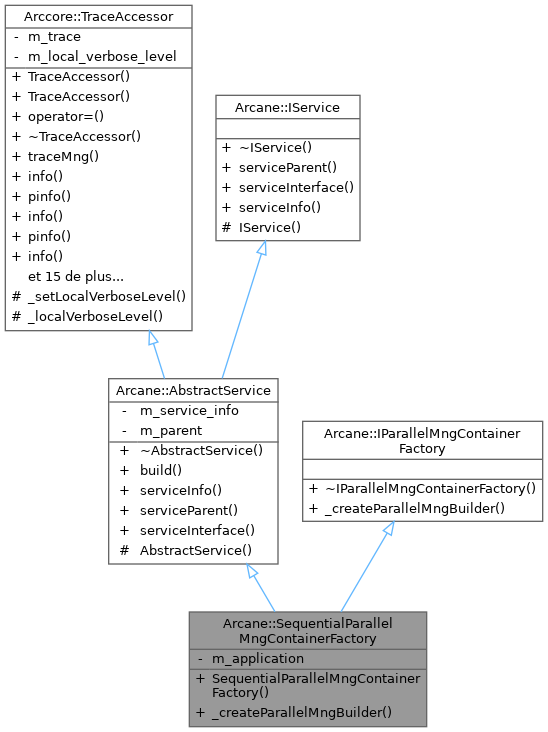 Arccore::TraceAccessor
- m_trace
- m_local_verbose_level
+ TraceAccessor()
+ TraceAccessor()
+ operator=()
+ ~TraceAccessor()
+ traceMng()
+ info()
+ pinfo()
+ info()
+ pinfo()
+ info()
et 15 de plus...
# _setLocalVerboseLevel()
# _localVerboseLevel()
Arcane::IService
+ ~IService()
+ serviceParent()
+ serviceInterface()
+ serviceInfo()
# IService()
Arcane::AbstractService
- m_service_info
- m_parent
+ ~AbstractService()
+ build()
+ serviceInfo()
+ serviceParent()
+ serviceInterface()
# AbstractService()
Arcane::IParallelMngContainer
Factory
+ ~IParallelMngContainerFactory()
+ _createParallelMngBuilder()
Arcane::SequentialParallel
MngContainerFactory
- m_application
+ SequentialParallelMngContainer
Factory()
+ _createParallelMngBuilder()